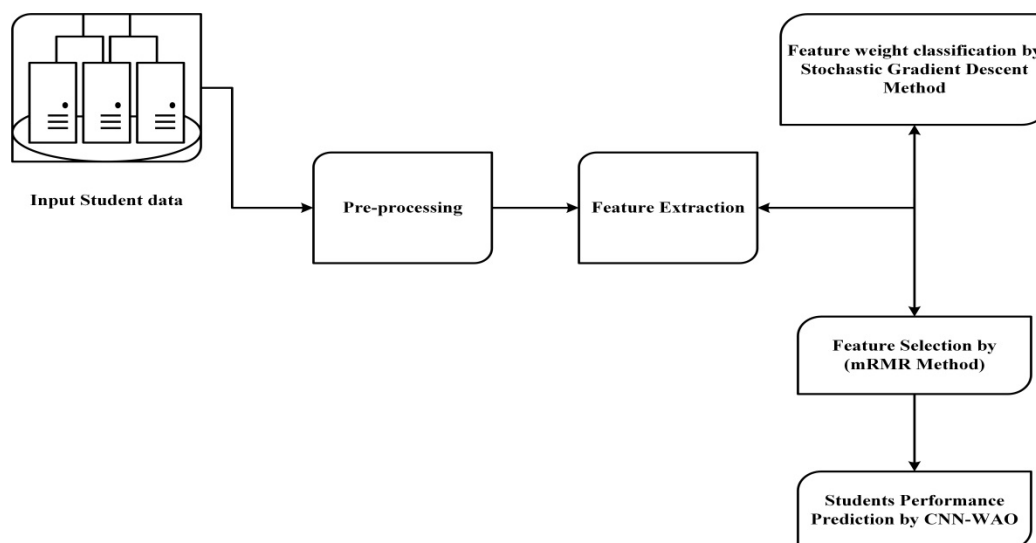 Input Student data
Pre-processing
Feature Extraction
Feature weight classification by
Stochastic Gradient Descent
Method
Feature Selection by
(mRMR Method)
Students Performance
Prediction by CNN-WAO